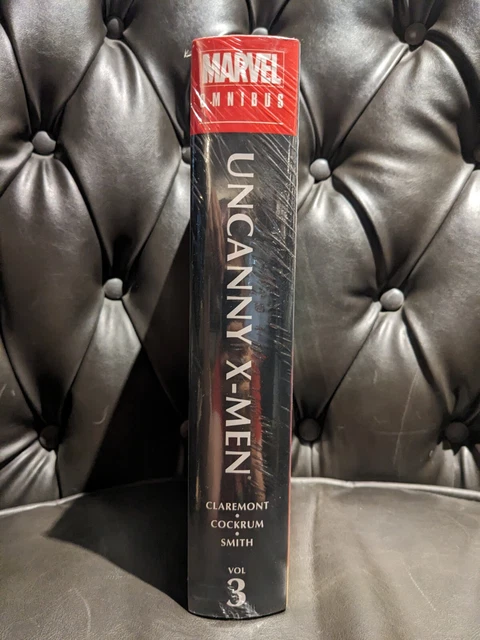 MARVEL
OMNIBUS
UNCANNY X-MEN
CLAREMONT
•
COCKRUM
•
SMITH
VOL
3